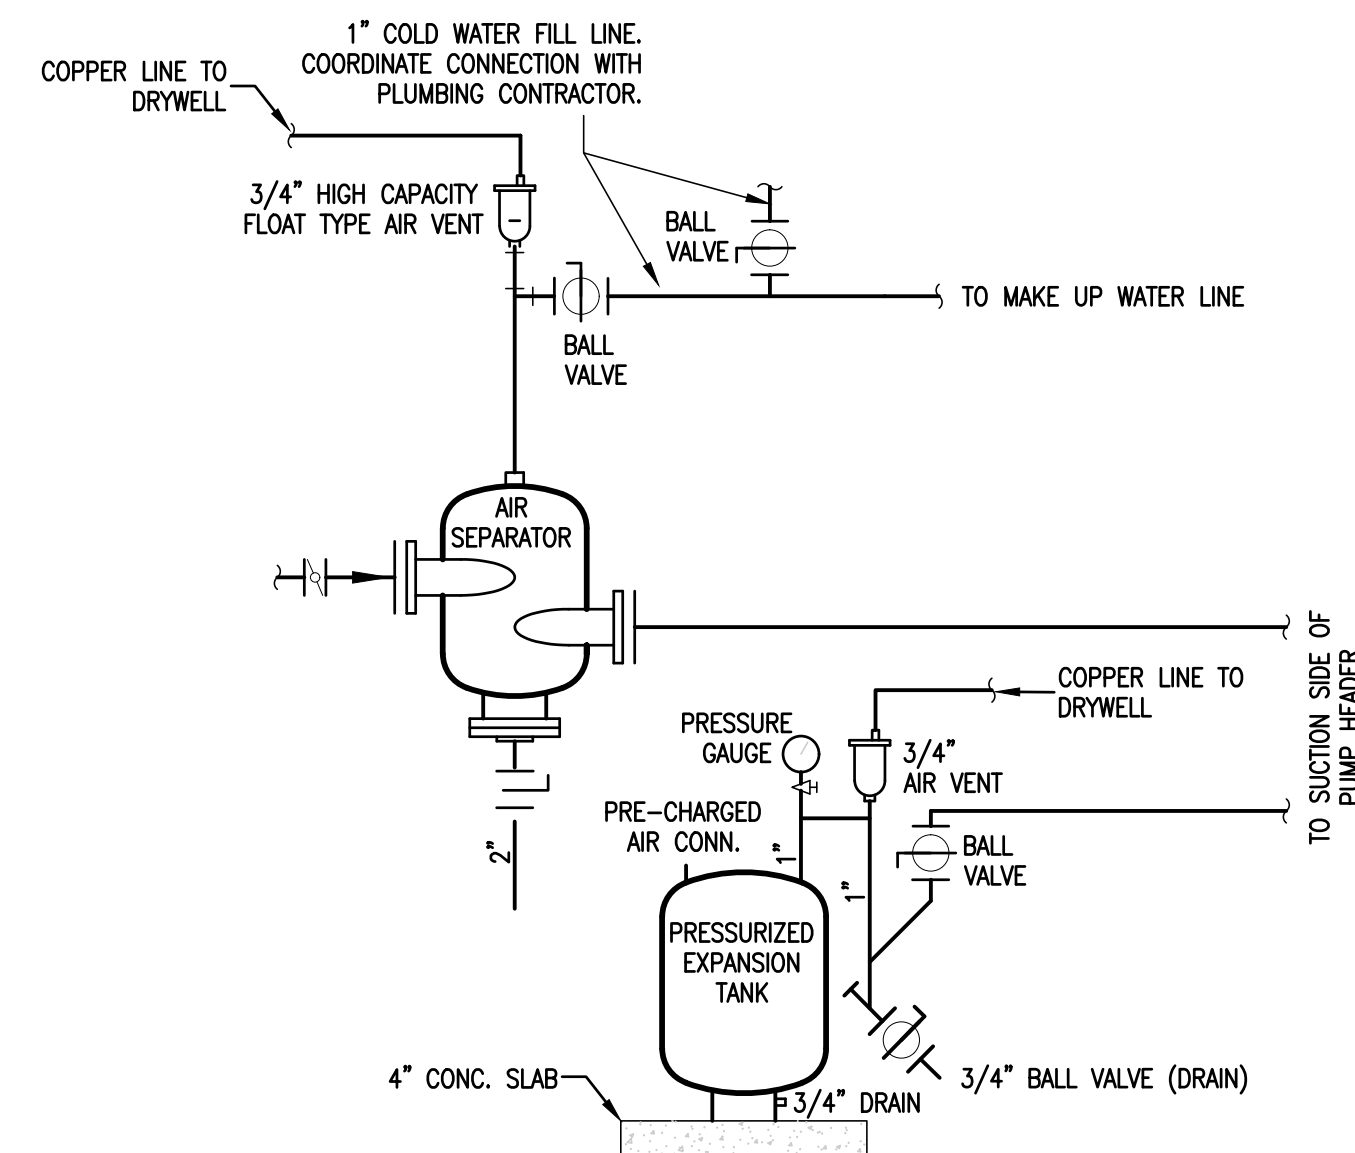 1” COLD WATER FILL LINE.
COORDINATE CONNECTION WITH
PLUMBING CONTRACTOR.
COPPER LINE TO
DRYWELL
3/4” HIGH CAPACITY
FLOAT TYPE AIR VENT
BALL
VALVE
TO MAKE UP WATER LINE
BALL
VALVE
AIR
SEPARATOR
TO SUCTION SIDE OF
PUMP HEADER
COPPER LINE TO
DRYWELL
PRESSURE
GAUGE
3/4”
AIR VENT
PRE-CHARGED
AIR CONN.
1”
2”
BALL
VALVE
1”
PRESSURIZED
EXPANSION
TANK
4” CONC. SLAB
3/4” BALL VALVE (DRAIN)
3/4” DRAIN